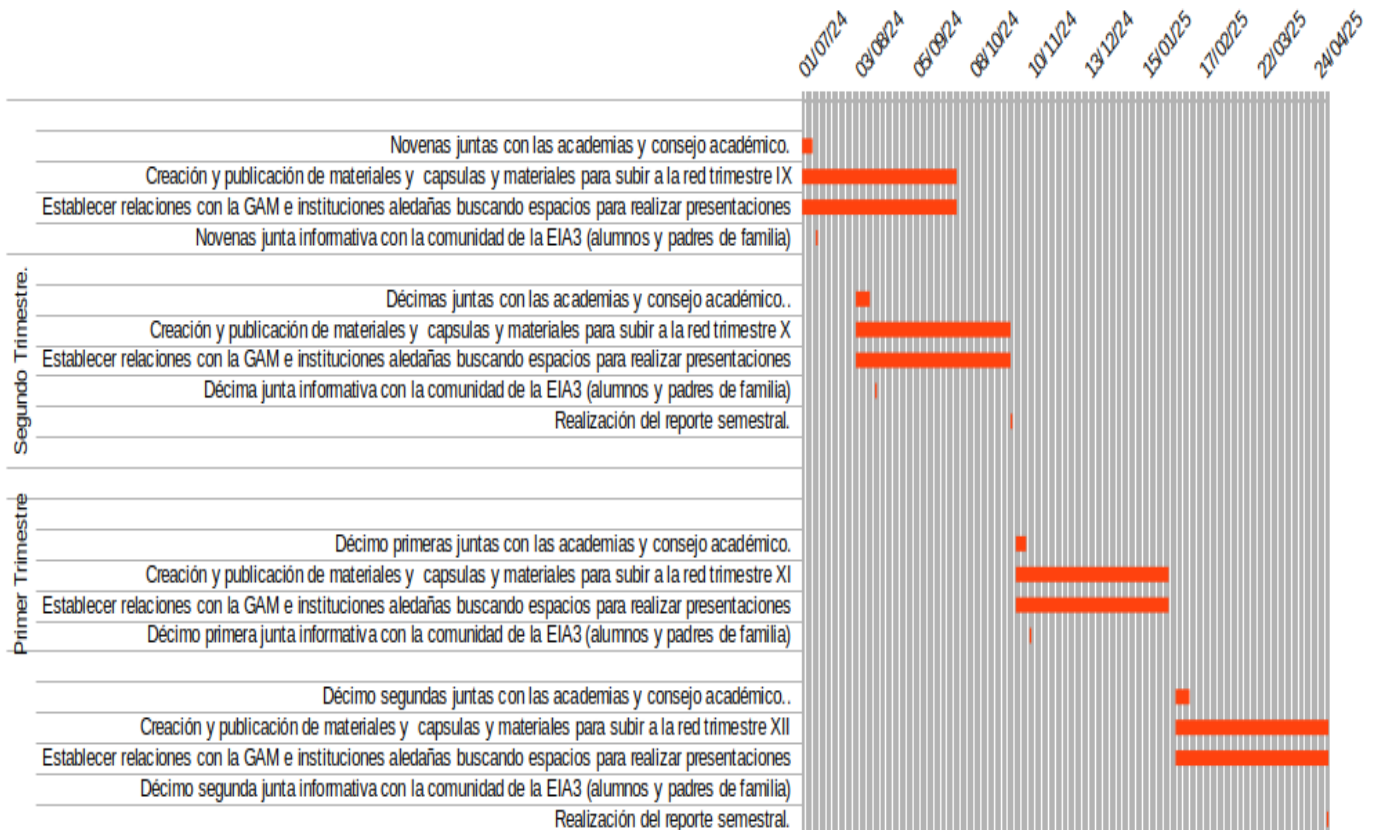 01/07/24
03/08/24
05/09/24
08/10/24
10/11/24
13/12/24
15/01/25
17/02/25
22/03/25
24/04/25
Novenas juntas con las academias y consejo académico.
Creación y publicación de materiales y  capsulas y materiales para subir a la red trimestre IX
Establecer relaciones con la GAM e instituciones aledañas buscando espacios para realizar presentaciones
Novenas junta informativa con la comunidad de la EIA3 (alumnos y padres de familia)
Segundo Trimestre.
Décimas juntas con las academias y consejo académico..
Creación y publicación de materiales y  capsulas y materiales para subir a la red trimestre X
Establecer relaciones con la GAM e instituciones aledañas buscando espacios para realizar presentaciones
Décima junta informativa con la comunidad de la EIA3 (alumnos y padres de familia)
Realización del reporte semestral.
Primer Trimestre
Décimo primeras juntas con las academias y consejo académico.
Creación y publicación de materiales y  capsulas y materiales para subir a la red trimestre XI
Establecer relaciones con la GAM e instituciones aledañas buscando espacios para realizar presentaciones
Décimo primera junta informativa con la comunidad de la EIA3 (alumnos y padres de familia)
Décimo segundas juntas con las academias y consejo académico..
Creación y publicación de materiales y  capsulas y materiales para subir a la red trimestre XII
Establecer relaciones con la GAM e instituciones aledañas buscando espacios para realizar presentaciones
Décimo segunda junta informativa con la comunidad de la EIA3 (alumnos y padres de familia)
Realización del reporte semestral.